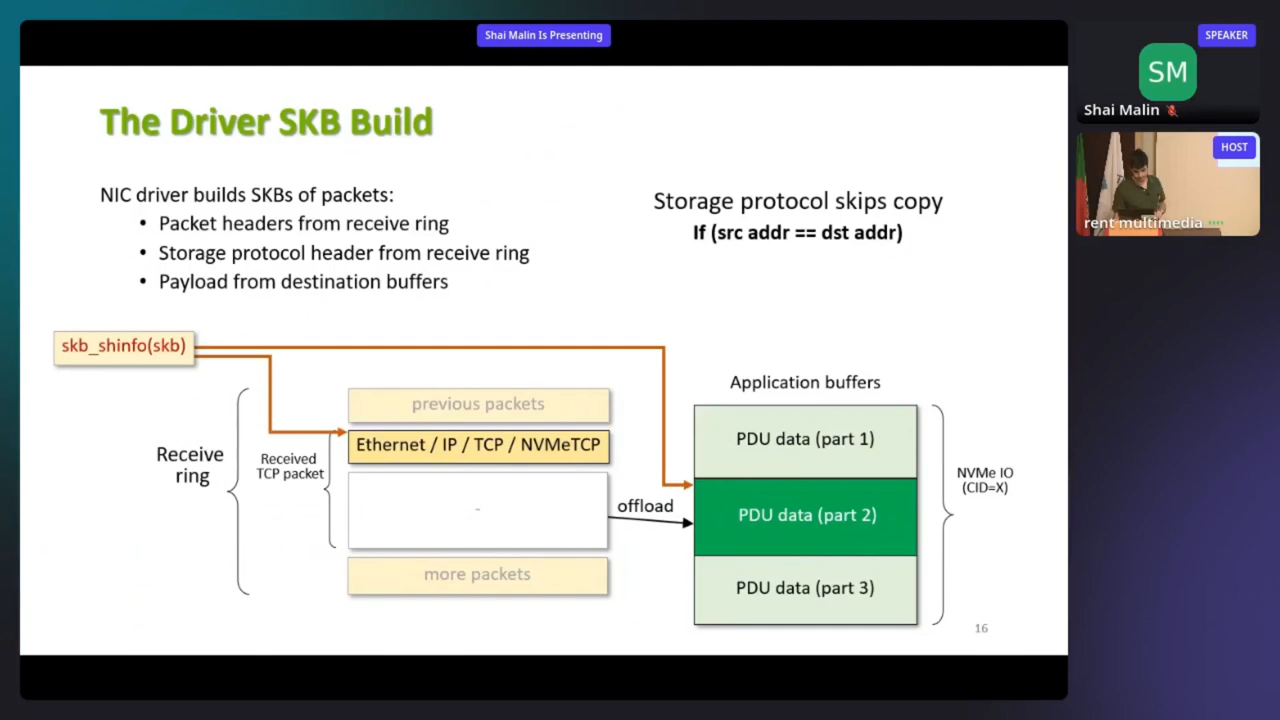 Shai Malin Is Presenting
SPEAKER
SM
Shai Malin
HOST
rent multimedia
The Driver SKB Build
NIC driver builds SKBs of packets:
• Packet headers from receive ring
• Storage protocol header from receive ring
• Payload from destination buffers
Storage protocol skips copy
If (src addr == dst addr)
skb_shinfo(skb)
Receive
ring
Received
TCP packet
previous packets
Ethernet / IP / TCP / NVMeTCP
-
more packets
offload
Application buffers
PDU data (part 1)
PDU data (part 2)
PDU data (part 3)
NVMe IO
(CID=X)
16